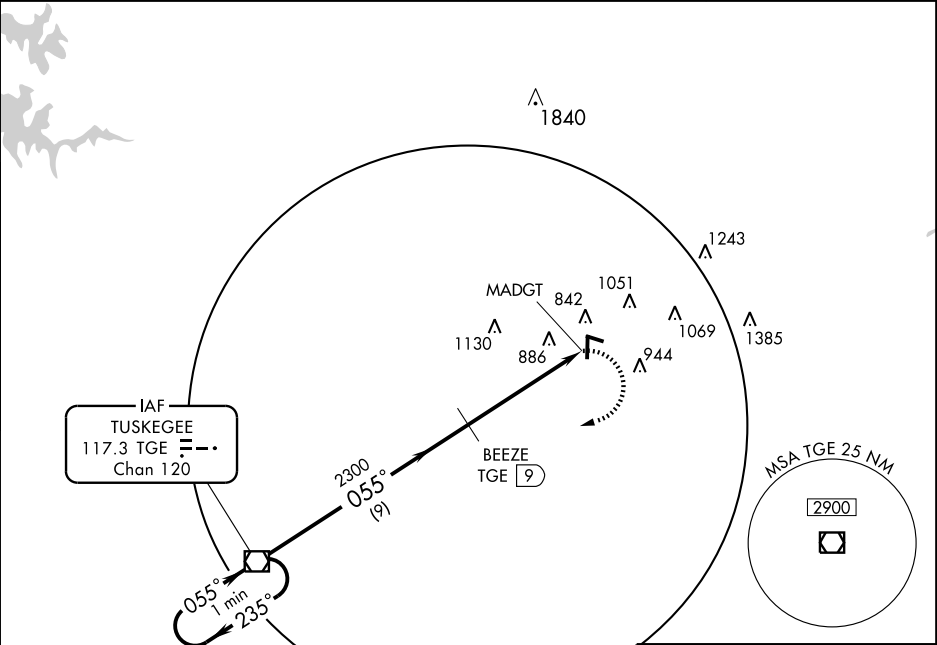 1840
1243
1051
MADGT
842
1069
1385
1130
886
944
IAF
TUSKEGEE
117.3 TGE
Chan 120
BEEZE
TGE 9
2300
055°
(9)
MSA TGE 25 NM
2900
055°
1 min
235°